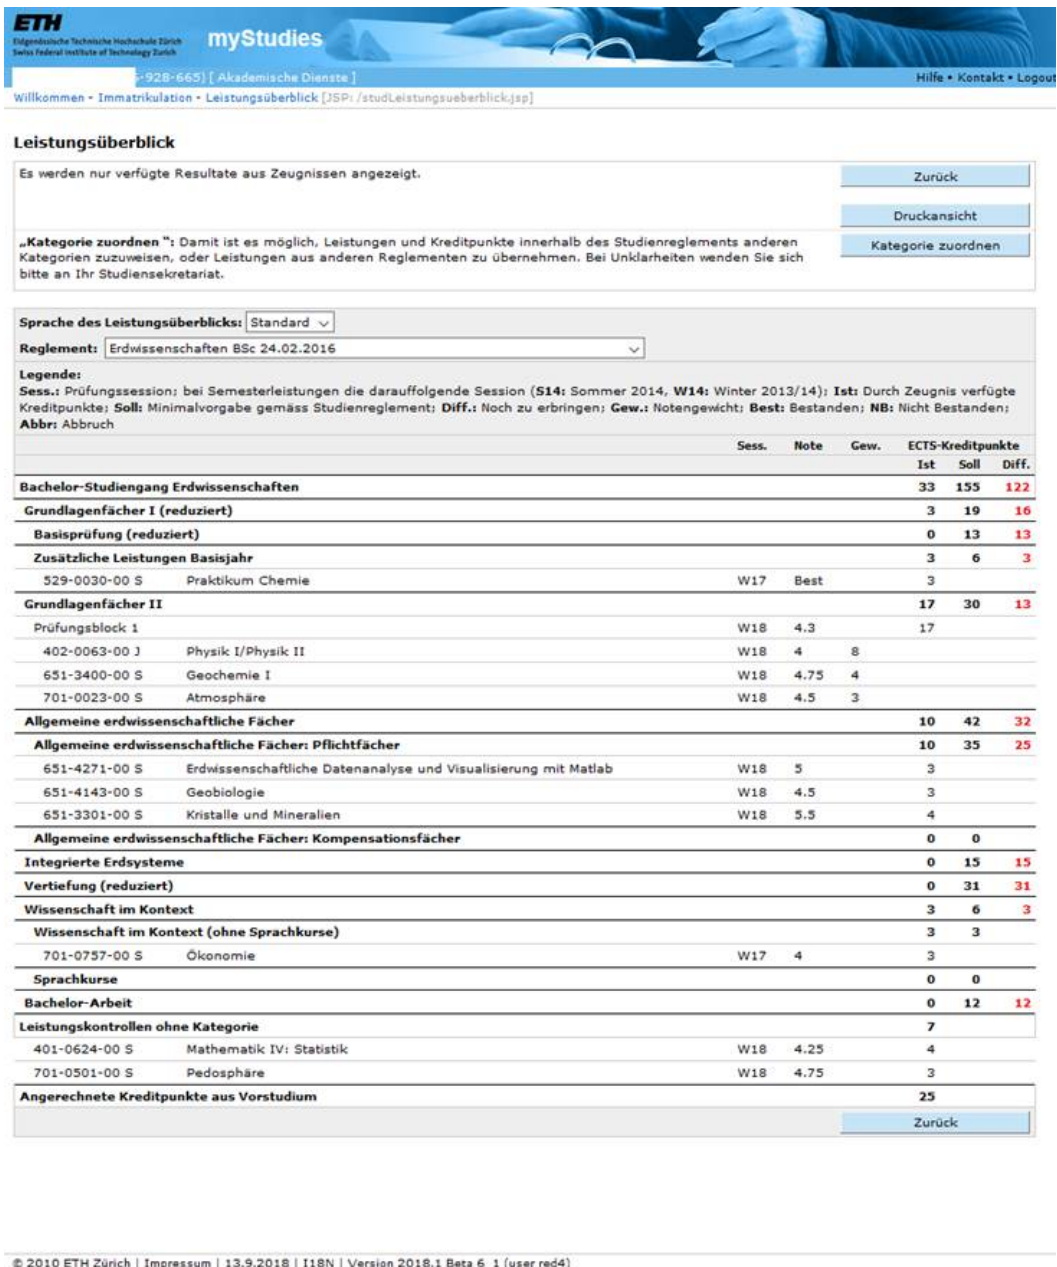 ETH
Eidgenössische Technische Hochschule Zürich
Swiss Federal Institute of Technology Zurich
myStudies
-928-665) [ Akademische Dienste ]
Hilfe • Kontakt • Logout
Willkommen - Immatrikulation - Leistungsüberblick [JSP: /studLeistungsueberblick.jsp]
Leistungsüberblick
Es werden nur verfügte Resultate aus Zeugnissen angezeigt.
Zurück
Druckansicht
„Kategorie zuordnen “: Damit ist es möglich, Leistungen und Kreditpunkte innerhalb des Studienreglements anderen
Kategorien zuzuweisen, oder Leistungen aus anderen Reglementen zu übernehmen. Bei Unklarheiten wenden Sie sich
bitte an Ihr Studiensekretariat.
Kategorie zuordnen
Sprache des Leistungsüberblicks: Standard
Reglement: Erdwissenschaften BSc 24.02.2016
Legende:
Sess.: Prüfungssession; bei Semesterleistungen die darauffolgende Session (S14: Sommer 2014, W14: Winter 2013/14); Ist: Durch Zeugnis verfügte
Kreditpunkte; Soll: Minimalvorgabe gemäss Studienreglement; Diff.: Noch zu erbringen; Gew.: Notengewicht; Best: Bestanden; NB: Nicht Bestanden;
Abbr: Abbruch
Sess. Note Gew. ECTS-Kreditpunkte
Ist Soll Diff.
Bachelor-Studiengang Erdwissenschaften 33 155 122
Grundlagenfächer I (reduziert) 3 19 16
Basisprüfung (reduziert) 0 13 13
Zusätzliche Leistungen Basisjahr 3 6 3
529-0030-00 S Praktikum Chemie W17 Best 3
Grundlagenfächer II 17 30 13
Prüfungsblock 1 W18 4.3 17
402-0063-00 J Physik I/Physik II W18 4 8
651-3400-00 S Geochemie I W18 4.75 4
701-0023-00 S Atmosphäre W18 4.5 3
Allgemeine erdwissenschaftliche Fächer 10 42 32
Allgemeine erdwissenschaftliche Fächer: Pflichtfächer 10 35 25
651-4271-00 S Erdwissenschaftliche Datenanalyse und Visualisierung mit Matlab W18 5 3
651-4143-00 S Geobiologie W18 4.5 3
651-3301-00 S Kristalle und Mineralien W18 5.5 4
Allgemeine erdwissenschaftliche Fächer: Kompensationsfächer 0 0
Integrierte Erdsysteme 0 15 15
Vertiefung (reduziert) 0 31 31
Wissenschaft im Kontext 3 6 3
Wissenschaft im Kontext (ohne Sprachkurse) 3 3
701-0757-00 S Ökonomie W17 4 3
Sprachkurse 0 0
Bachelor-Arbeit 0 12 12
Leistungskontrollen ohne Kategorie 7
401-0624-00 S Mathematik IV: Statistik W18 4.25 4
701-0501-00 S Pedosphäre W18 4.75 3
Angerechnete Kreditpunkte aus Vorstudium 25
Zurück
© 2010 ETH Zürich | Impressum | 13.9.2018 | I18N | Version 2018.1 Beta 6_1 (user red4)